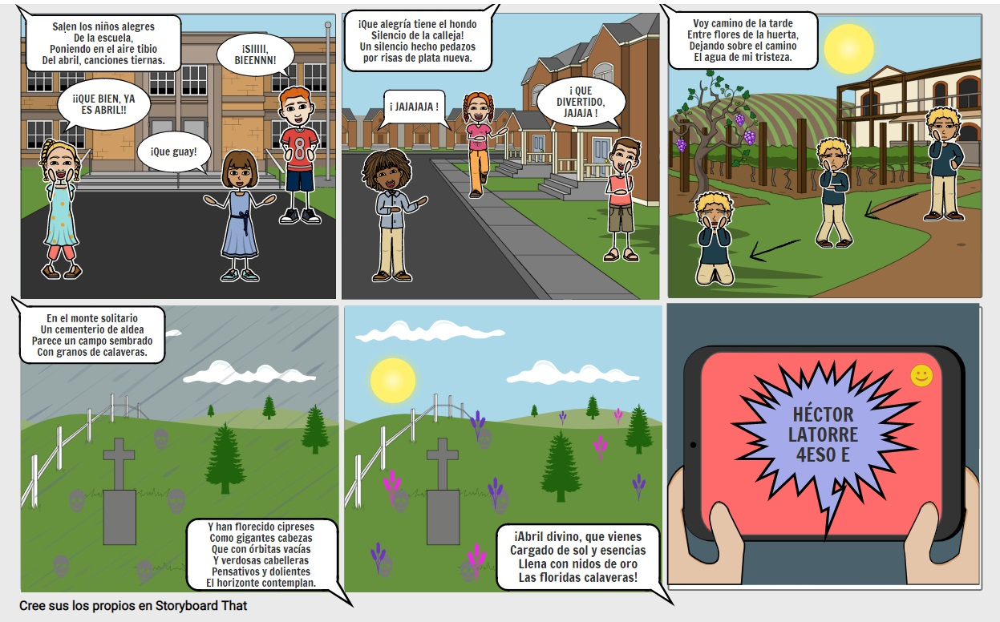 Salen los niños alegres
De la escuela,
Poniendo en el aire tibio
Del abril, canciones tiernas.
¡SIIIII,
BIEENNN!
¡¡QUE BIEN, YA
ES ABRIL!!
¡Que guay!
¡Que alegría tiene el hondo
Silencio de la calleja!
Un silencio hecho pedazos
por risas de plata nueva.
¡ JAJAJAJA !
¡ QUE
DIVERTIDO,
JAJAJA !
Voy camino de la tarde
Entre flores de la huerta,
Dejando sobre el camino
El agua de mi tristeza.
En el monte solitario
Un cementerio de aldea
Parece un campo sembrado
Con granos de calaveras.
Y han florecido cipreses
Como gigantes cabezas
Que con órbitas vacías
Y verdosas cabelleras
Pensativos y dolientes
El horizonte contemplan.
¡Abril divino, que vienes
Cargado de sol y esencias
Llena con nidos de oro
Las floridas calaveras!
8
HÉCTOR
LATORRE
4ESO E
Cree sus los propios en Storyboard That